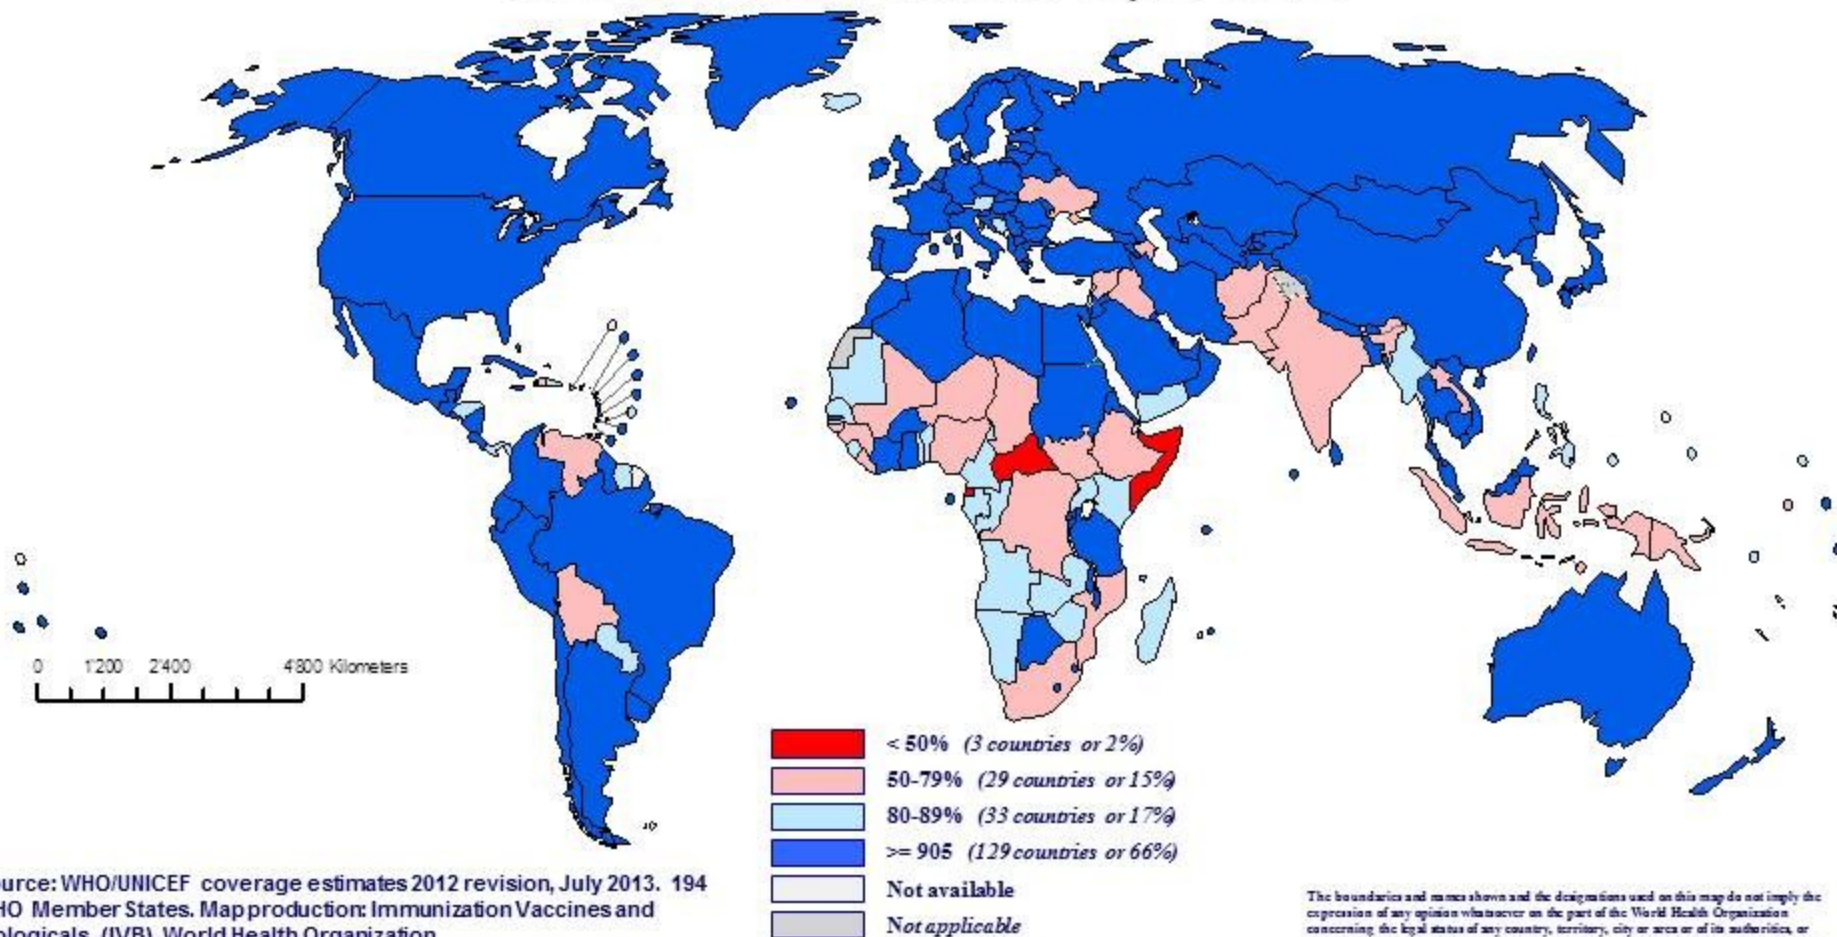 0 1'200 2'400 4'800 Kilometers
< 50% (3 countries or 2%)
50-79% (29 countries or 15%)
80-89% (33 countries or 17%)
>= 905 (129 countries or 66%)
Not available
Not applicable
urce: WHO/UNICEF coverage estimates 2012 revision, July 2013. 194
HO Member States. Map production: Immunization Vaccines and
ologicals, (IVB), World Health Organization
The boundaries and names shown and the designations used on this map do not imply the
expression of any opinion whatsoever on the part of the World Health Organization
concerning the legal status of any country, territory, city or area or of its authorities, or